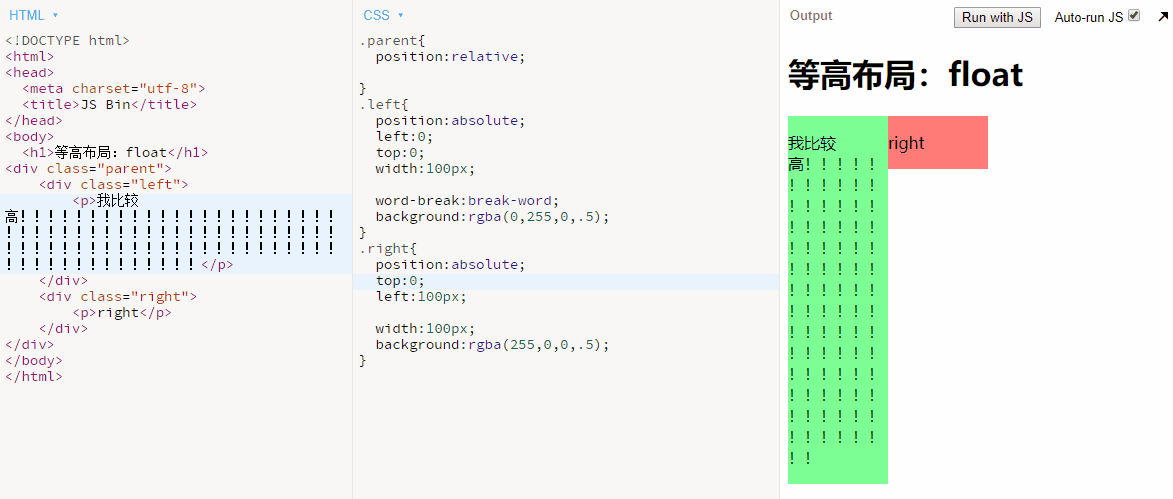 HTML ▾
<!DOCTYPE html>
<html>
<head>
<meta charset="utf-8">
<title>JS Bin</title>
</head>
<body>
<h1>等高布局：float</h1>
<div class="parent">
<div class="left">
<p>我比较
高！！！！！！！！！！！！！！！！！！！！！！！
！！！！！！！！！！！！！！！！！！！！！！！！
！！！！！！！！！！！！！！！！！！！！！！！！
！！！！！！！！！！！！！！</p>
</div>
<div class="right">
<p>right</p>
</div>
</div>
</body>
</html>
CSS ▾
.parent{
position:relative;
}
.left{
position:absolute;
left:0;
top:0;
width:100px;
word-break:break-word;
background:rgba(0,255,0,.5);
}
.right{
position:absolute;
top:0;
left:100px;
width:100px;
background:rgba(255,0,0,.5);
}
Output
Run with JS
Auto-run JS
等高布局：float
我比较
高！！！！！
！！！！！！
！！！！！！
！！！！！！
！！！！！！
！！！！！！
！！！！！！
！！！！！！
！！！！！！
！！！！！！
！！！！！！
！！！！！！
！！！！！！
！！！！！！
！！
right